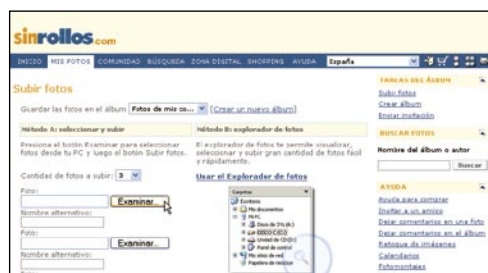 sinrollos.com
INICIO MIS FOTOS COMUNIDAD BÚSQUEDA ZONA DIGITAL SHOPPING AYUDA España
Subir fotos
Guardar las fotos en el álbum Fotos de mis co... [Crear un nuevo álbum]
Método A: seleccionar y subir
Presiona el botón Examinar para seleccionar
fotos desde tu PC y luego el botón Subir fotos.
Cantidad de fotos a subir: 3
Foto:
Examinar...
Nombre alternativo:
Foto:
Examinar...
Nombre alternativo:
Foto:
Método B: explorador de fotos
El explorador de fotos te permite visualizar,
seleccionar y subir gran cantidad de fotos fácil
y rápidamente.
Usar el Explorador de fotos
Carpetas
Escritorio
Mis documentos
Mi PC
Disco de 3½ (A:)
DISCO C (C:)
Unidad de CD (D:)
Panel de control
Mis sitios de red
Papelera de reciclaje
TAREAS DEL ÁLBUM
Subir fotos
Crear álbum
Enviar invitación
BUSCAR FOTOS
Nombre del álbum o autor
Buscar
AYUDA
Ayuda para comprar
Invitar a un amigo
Dejar comentarios en una foto
Dejar comentarios en el álbum
Retoque de imágenes
Calendarios
Fotomontajes